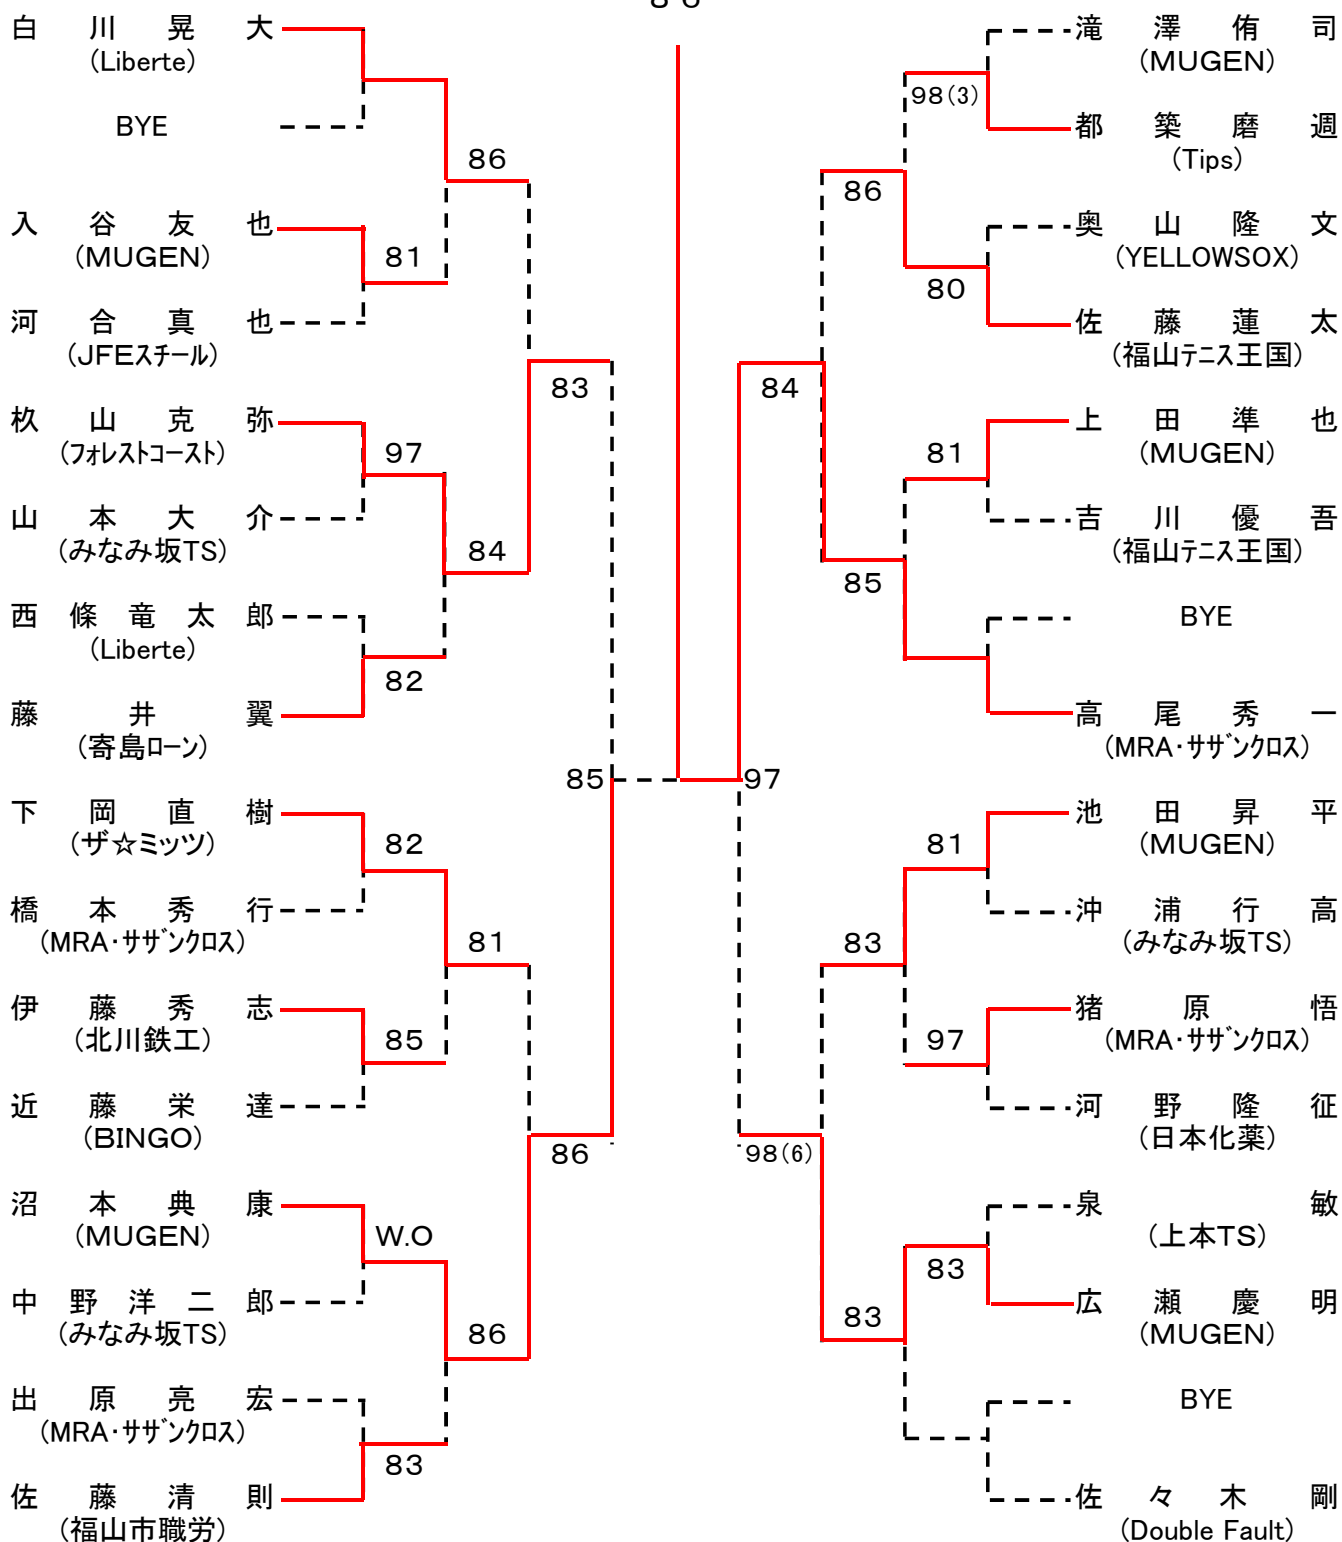 86
白川晃大
(Liberte)
BYE
86
入谷友也
(MUGEN)
81
河合真也
(JFEスチール)
83
杦山克弥
(フォレストコースト)
97
山本大介
(みなみ坂TS)
84
西條竜太郎
(Liberte)
82
藤井翼
(寄島ローン)
85
下岡直樹
(ザ☆ミッツ)
82
橋本秀行
(MRA・サザンクロス)
81
伊藤秀志
(北川鉄工)
85
近藤栄達
(BINGO)
86
沼本典康
(MUGEN)
W.O
中野洋二郎
(みなみ坂TS)
86
出原亮宏
(MRA・サザンクロス)
83
佐藤清則
(福山市職労)
滝澤侑司
(MUGEN)
98(3)
都築磨週
(Tips)
86
奥山隆文
(YELLOWSOX)
80
佐藤蓮太
(福山テニス王国)
84
上田準也
(MUGEN)
81
吉川優吾
(福山テニス王国)
85
BYE
高尾秀一
(MRA・サザンクロス)
97
池田昇平
(MUGEN)
81
沖浦行高
(みなみ坂TS)
83
猪原悟
(MRA・サザンクロス)
97
河野隆征
(日本化薬)
98(6)
泉敏
(上本TS)
83
広瀬慶明
(MUGEN)
83
BYE
佐々木剛
(Double Fault)